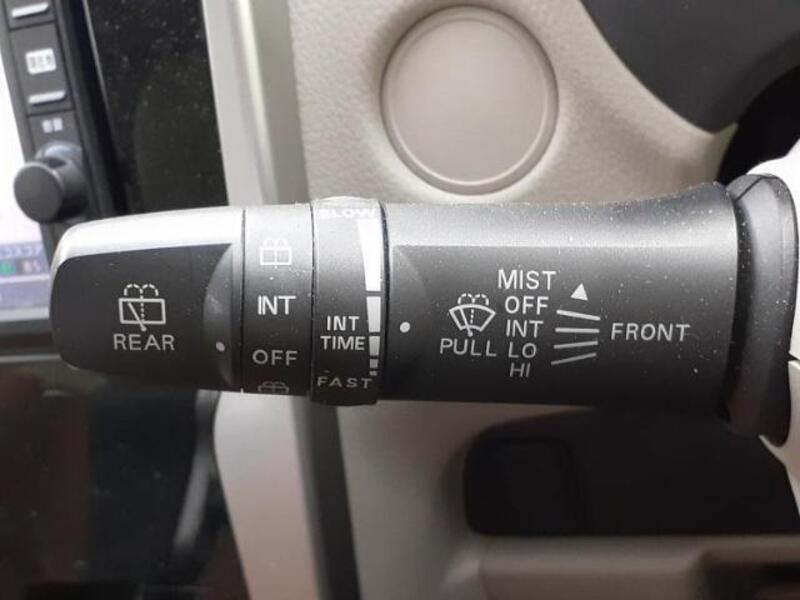 REAR
INT
OFF
SLOW
INT
TIME
FAST
PULL
MIST
OFF
INT
LO
HI
FRONT